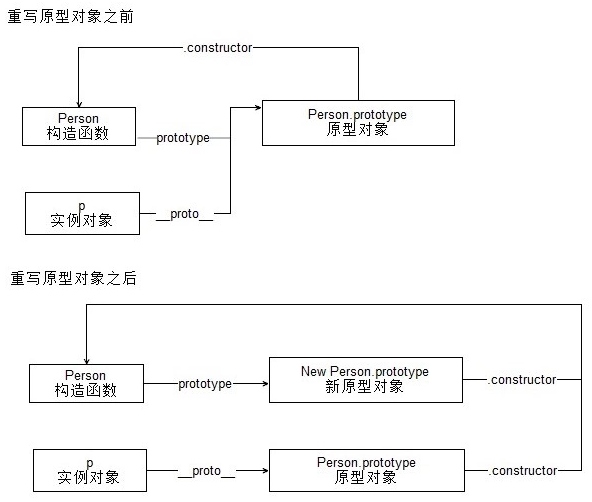 重写原型对象之前
.constructor
Person
构造函数
prototype
Person.prototype
原型对象
p
实例对象
__proto__
重写原型对象之后
Person
构造函数
prototype
New Person.prototype
新原型对象
.constructor
p
实例对象
__proto__
Person.prototype
原型对象
.constructor